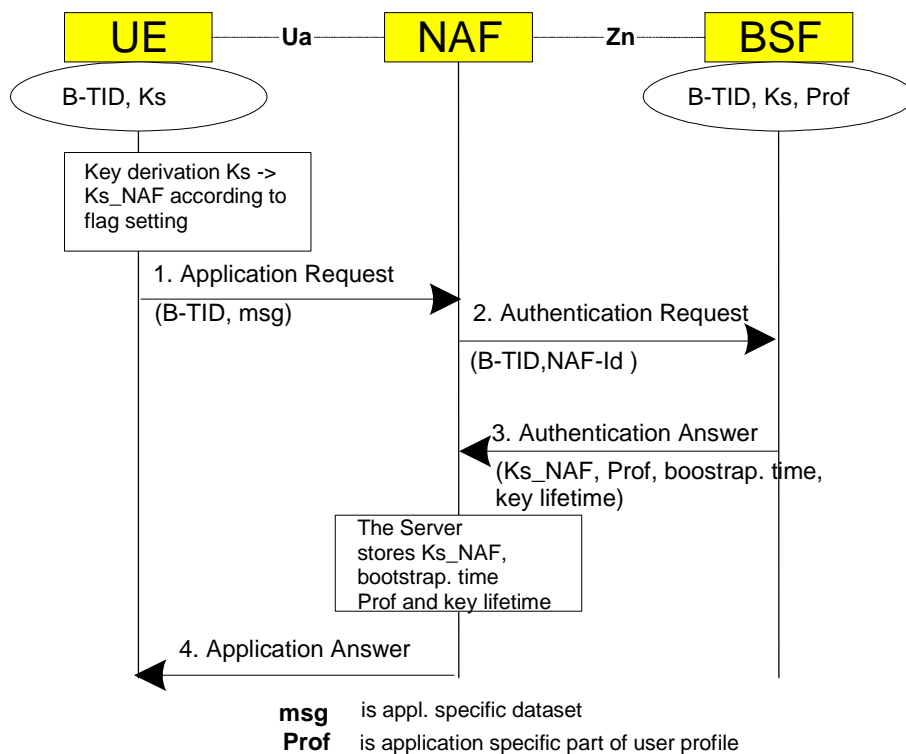 UE Ua NAF Zn BSF
B-TID, Ks
B-TID, Ks, Prof
Key derivation Ks ->
Ks_NAF according to
flag setting
1. Application Request
(B-TID, msg)
2. Authentication Request
(B-TID,NAF-Id )
3. Authentication Answer
(Ks_NAF, Prof, boostrap. time,
key lifetime)
The Server
stores Ks_NAF,
bootstrap. time
Prof and key lifetime
4. Application Answer
msg is appl. specific dataset
Prof is application specific part of user profile